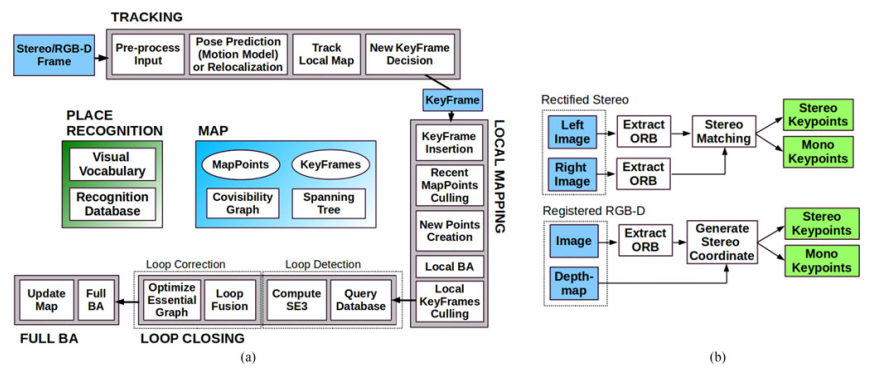 TRACKING
Stereo/RGB-D
Frame
Pre-process
Input
Pose Prediction
(Motion Model)
or Relocalization
Track
Local Map
New KeyFrame
Decision
KeyFrame
PLACE
RECOGNITION
Visual
Vocabulary
Recognition
Database
MAP
MapPoints
KeyFrames
Covisibility
Graph
Spanning
Tree
LOCAL MAPPING
KeyFrame
Insertion
Recent
MapPoints
Culling
New Points
Creation
Local BA
Local
KeyFrames
Culling
Loop Correction
Loop Detection
Update
Map
Full
BA
Optimize
Essential
Graph
Loop
Fusion
Compute
SE3
Query
Database
FULL BA
LOOP CLOSING
(a)
Rectified Stereo
Left
Image
Extract
ORB
Stereo
Matching
Stereo
Keypoints
Mono
Keypoints
Right
Image
Extract
ORB
Registered RGB-D
Image
Extract
ORB
Generate
Stereo
Coordinate
Stereo
Keypoints
Mono
Keypoints
Depth-
map
(b)